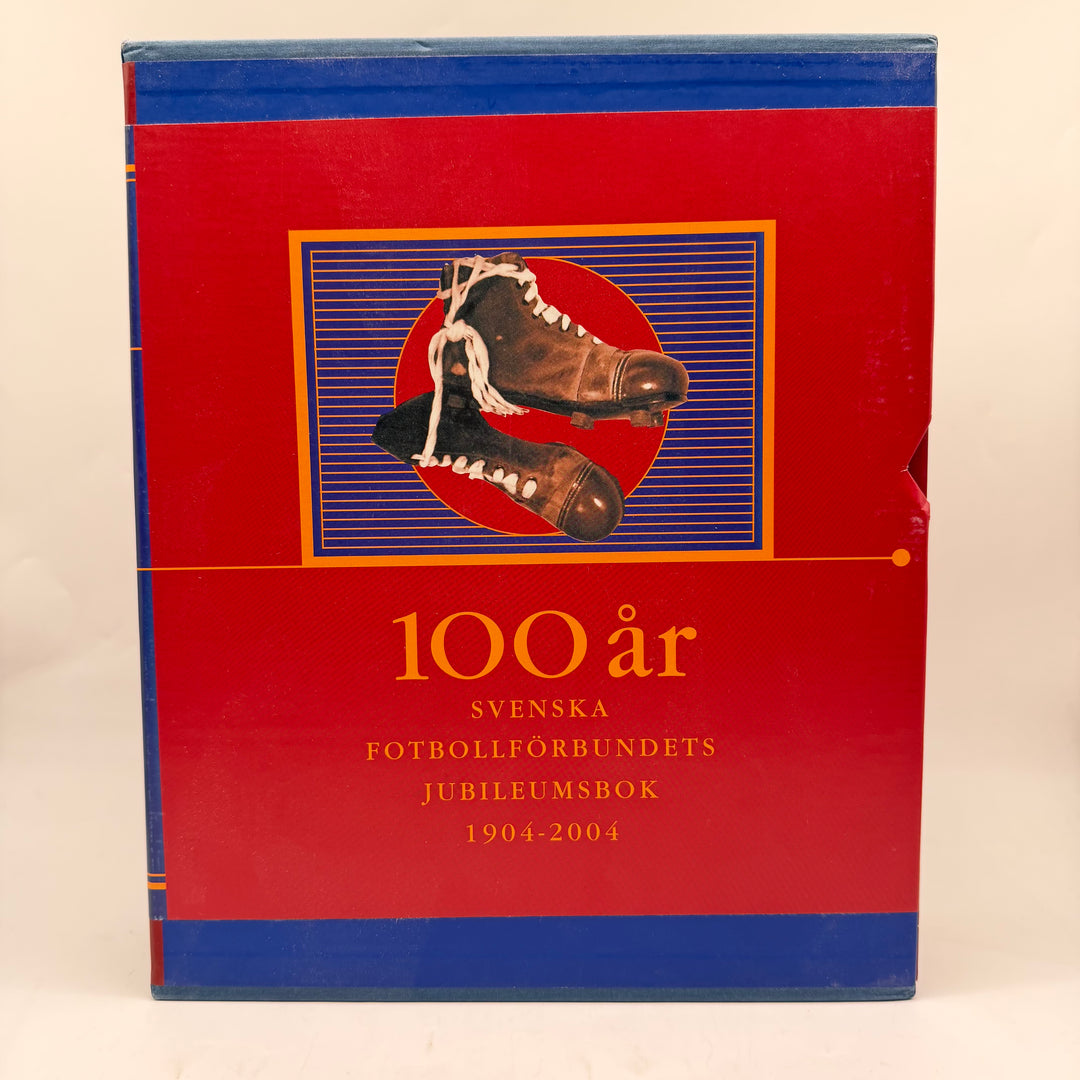 100 år
SVENSKA
FOTBOLLFÖRBUNDETS
JUBILEUMSBOK
1904-2004